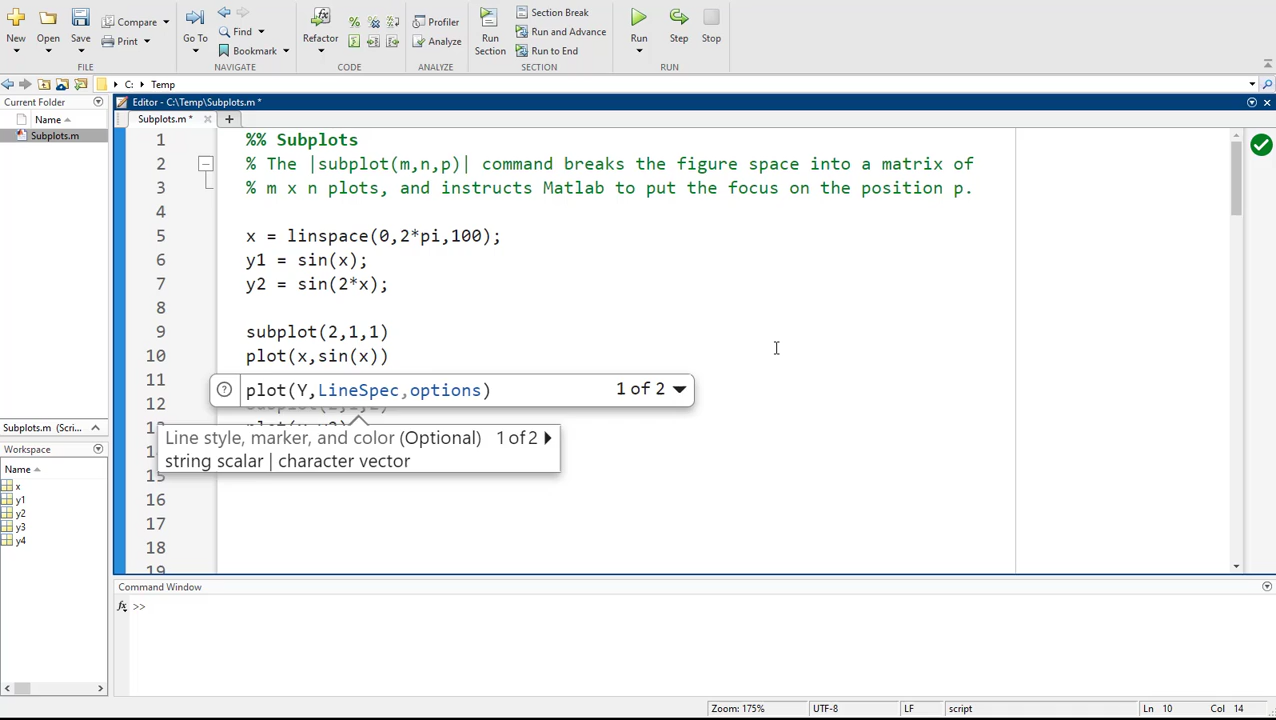 New
Open
Save
Compare
Print
FILE
Go To
Find
Bookmark
NAVIGATE
Refactor
CODE
Profiler
Analyze
ANALYZE
Run Section
Section Break
Run and Advance
Run to End
SECTION
Run
Step
Stop
RUN
C:
Temp
Current Folder
Name
Subplots.m
Editor - C:\Temp\Subplots.m *
Subplots.m *
1 %% Subplots
2 % The |subplot(m,n,p)| command breaks the figure space into a matrix of
3 % m x n plots, and instructs Matlab to put the focus on the position p.
4
5 x = linspace(0,2*pi,100);
6 y1 = sin(x);
7 y2 = sin(2*x);
8
9 subplot(2,1,1)
10 plot(x,sin(x))
11
plot(Y,LineSpec,options) 1 of 2
12 subplot(2,1,2)
13
Line style, marker, and color (Optional) 1 of 2
string scalar | character vector
15
16
17
18
19
Subplots.m (Scri...
Workspace
Name
x
y1
y2
y3
y4
Command Window
fx >>
Zoom: 175%
UTF-8
LF
script
Ln 10 Col 14